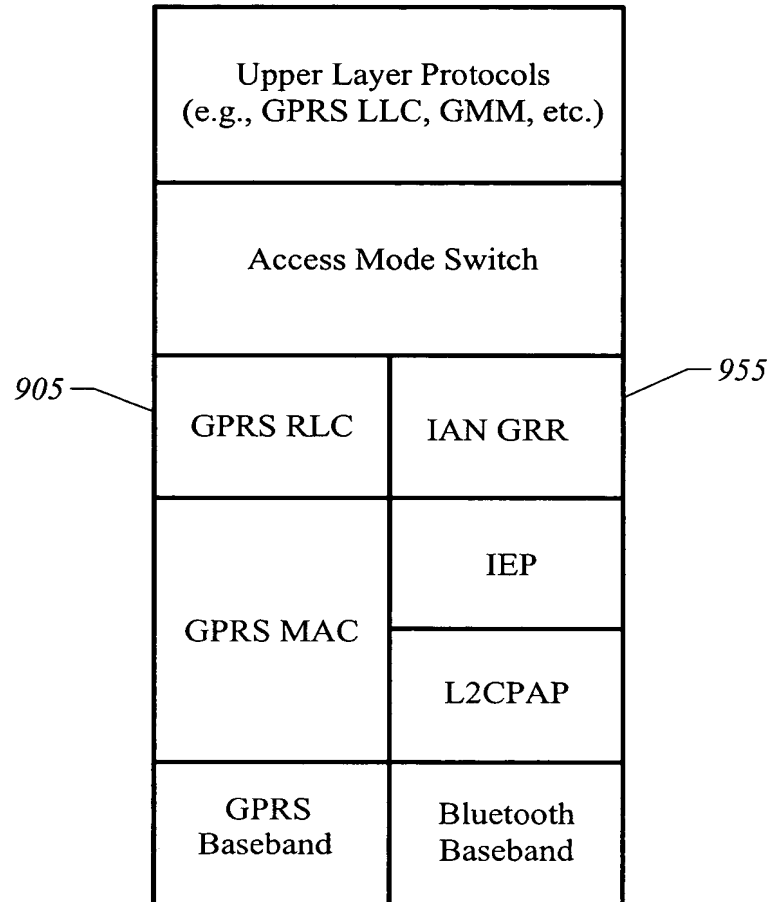 Upper Layer Protocols
(e.g., GPRS LLC, GMM, etc.)
Access Mode Switch
905
955
GPRS RLC
IAN GRR
GPRS MAC
IEP
L2CPAP
GPRS
Baseband
Bluetooth
Baseband